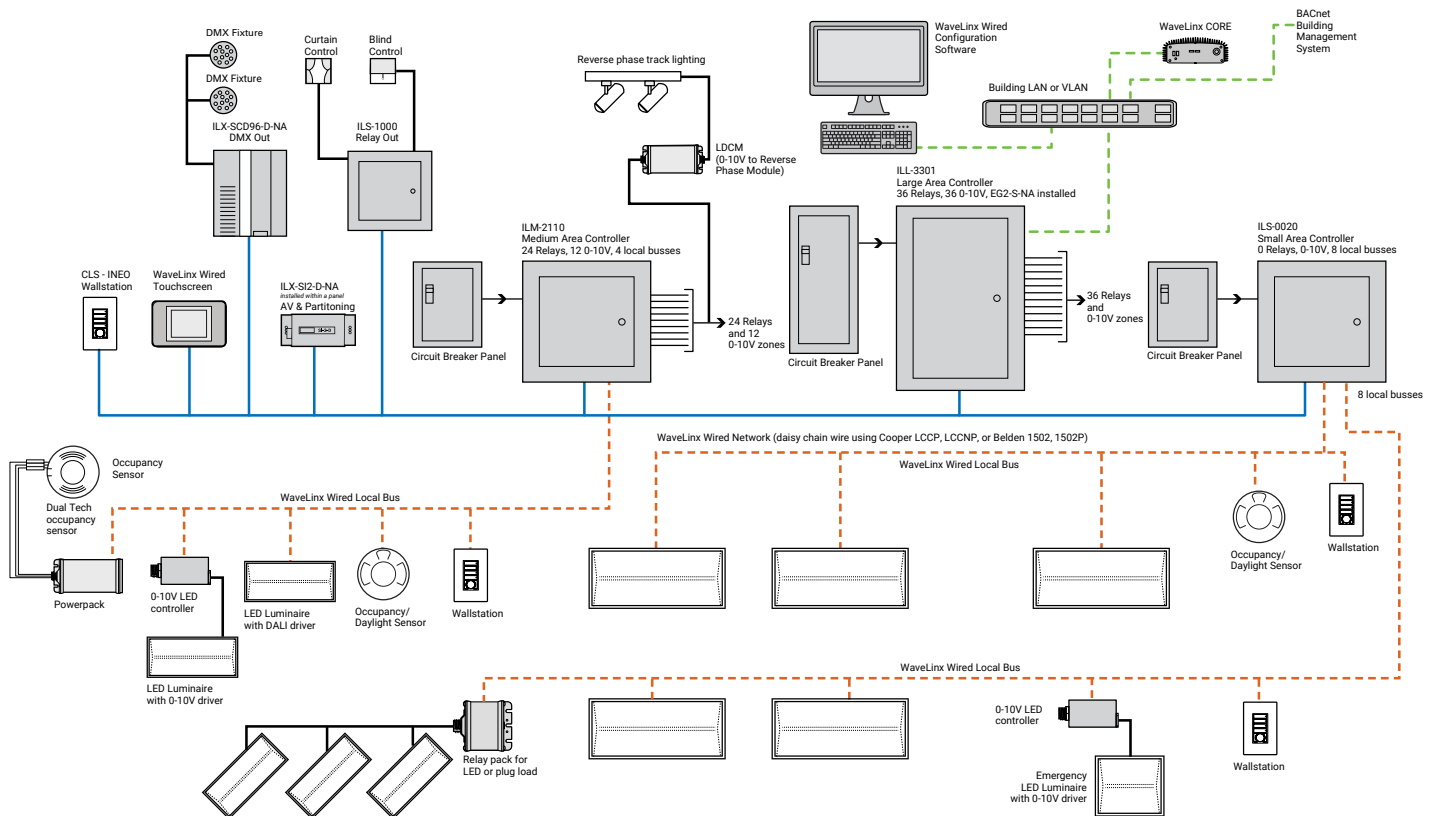 DMX Fixture
DMX Fixture
ILX-SCD96-D-NA
DMX Out
Curtain
Control
Blind
Control
ILS-1000
Relay Out
Reverse phase track lighting
LDCM
(0-10V to Reverse
Phase Module)
WaveLinx Wired
Configuration
Software
WaveLinx CORE
BACnet
Building
Management
System
Building LAN or VLAN
ILL-3301
Large Area Controller
36 Relays, 36 0-10V, EG2-S-NA installed
ILM-2110
Medium Area Controller
24 Relays, 12 0-10V, 4 local busses
ILS-0020
Small Area Controller
0 Relays, 0-10V, 8 local busses
CLS - INEO
Wallstation
WaveLinx Wired
Touchscreen
ILX-SI2-D-NA
installed within a panel
AV & Partitoning
Circuit Breaker Panel
24 Relays
and 12
0-10V zones
Circuit Breaker Panel
36 Relays
and
0-10V zones
Circuit Breaker Panel
8 local busses
WaveLinx Wired Network (daisy chain wire using Cooper LCCP, LCCNP, or Belden 1502, 1502P)
WaveLinx Wired Local Bus
Occupancy
Sensor
Dual Tech
occupancy
sensor
WaveLinx Wired Local Bus
Powerpack
0-10V LED
controller
LED Luminaire
with DALI driver
Occupancy/
Daylight Sensor
Wallstation
LED Luminaire
with 0-10V driver
Occupancy/
Daylight Sensor
Wallstation
WaveLinx Wired Local Bus
Relay pack for
LED or plug load
0-10V LED
controller
Emergency
LED Luminaire
with 0-10V driver
Wallstation